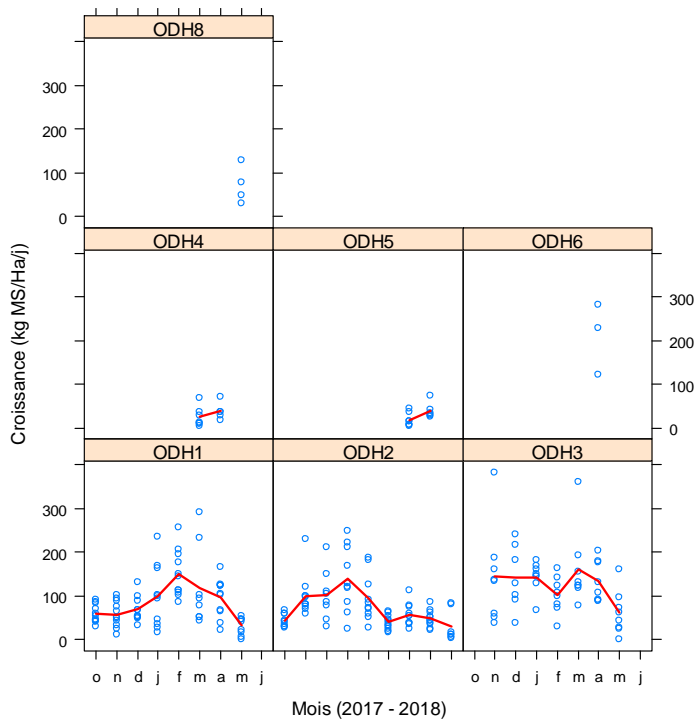 ODH8
300
200
100
0
ODH4 ODH5 ODH6
300
200
100
0
Croissance (kg MS/Ha/j)
ODH1 ODH2 ODH3
300
200
100
0
o n d j f m a m j o n d j f m a m j
Mois (2017 - 2018)